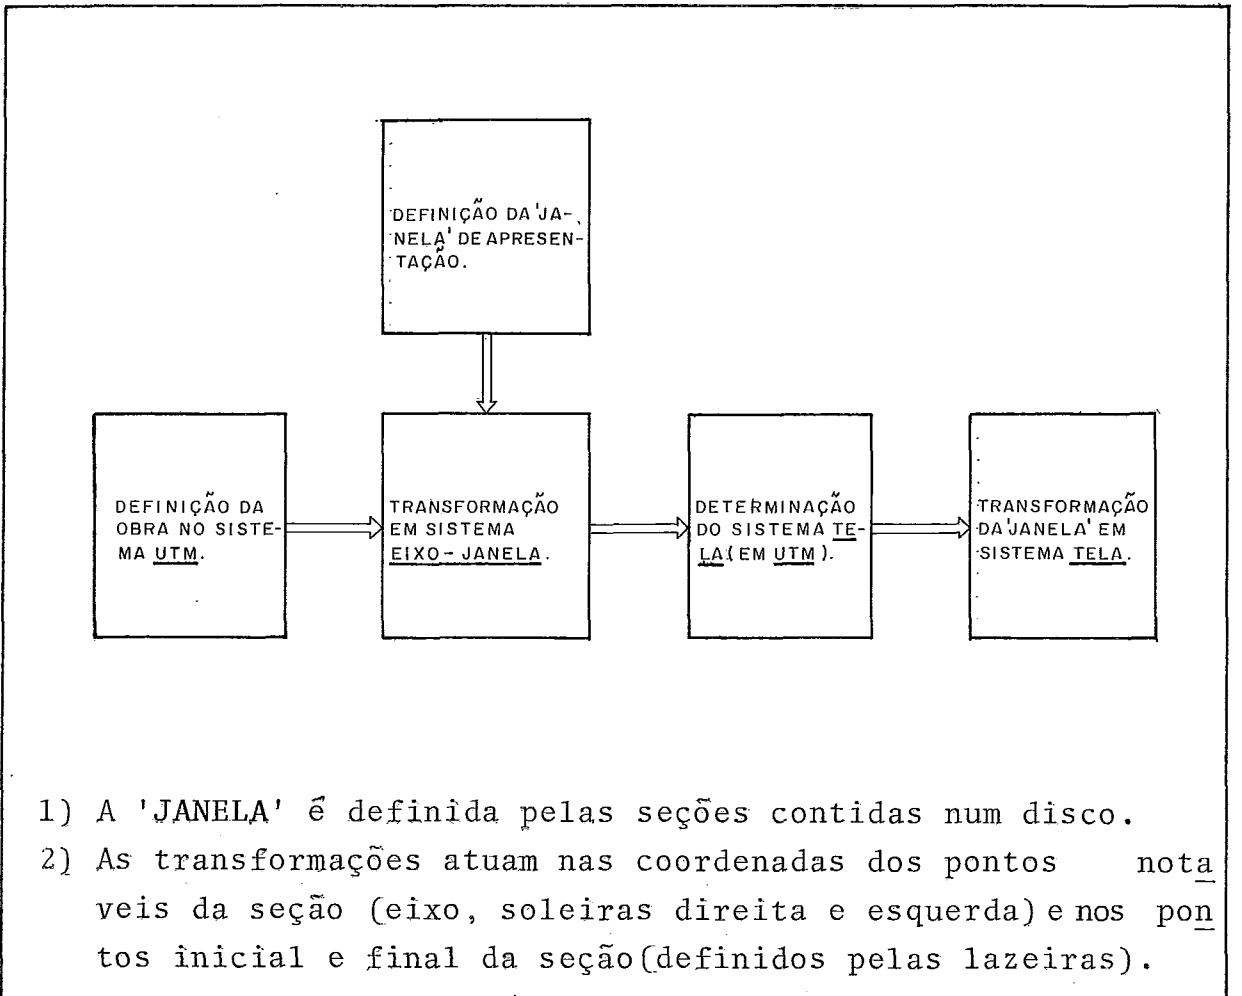 DEFINIÇÃO DA 'JA-
NELA' DE APRESEN-
TAÇÃO.
DEFINIÇÃO DA
OBRA NO SISTE-
MA UTM.
TRANSFORMAÇÃO
EM SISTEMA
EIXO-JANELA.
DETERMINAÇÃO
DO SISTEMA TE-
LA (EM UTM).
TRANSFORMAÇÃO
DA 'JANELA' EM
SISTEMA TELA.
1) A 'JANELA' é definida pelas seções contidas num disco.
2) As transformações atuam nas coordenadas dos pontos nota
veis da seção (eixo, soleiras direita e esquerda) e nos pon
tos inicial e final da seção (definidos pelas lazeiras).